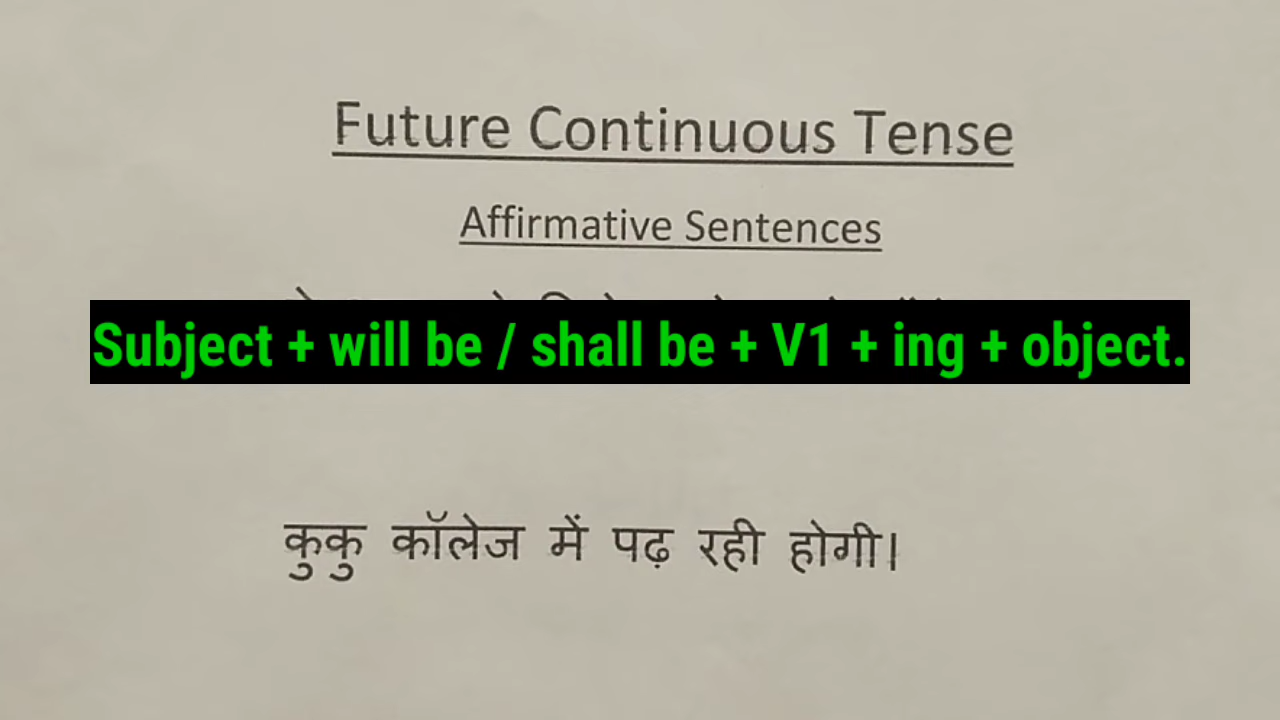 Future Continuous Tense
Affirmative Sentences
Subject + will be / shall be + V1 + ing + object.
कुकु कॉलेज में पढ़ रही होगी।